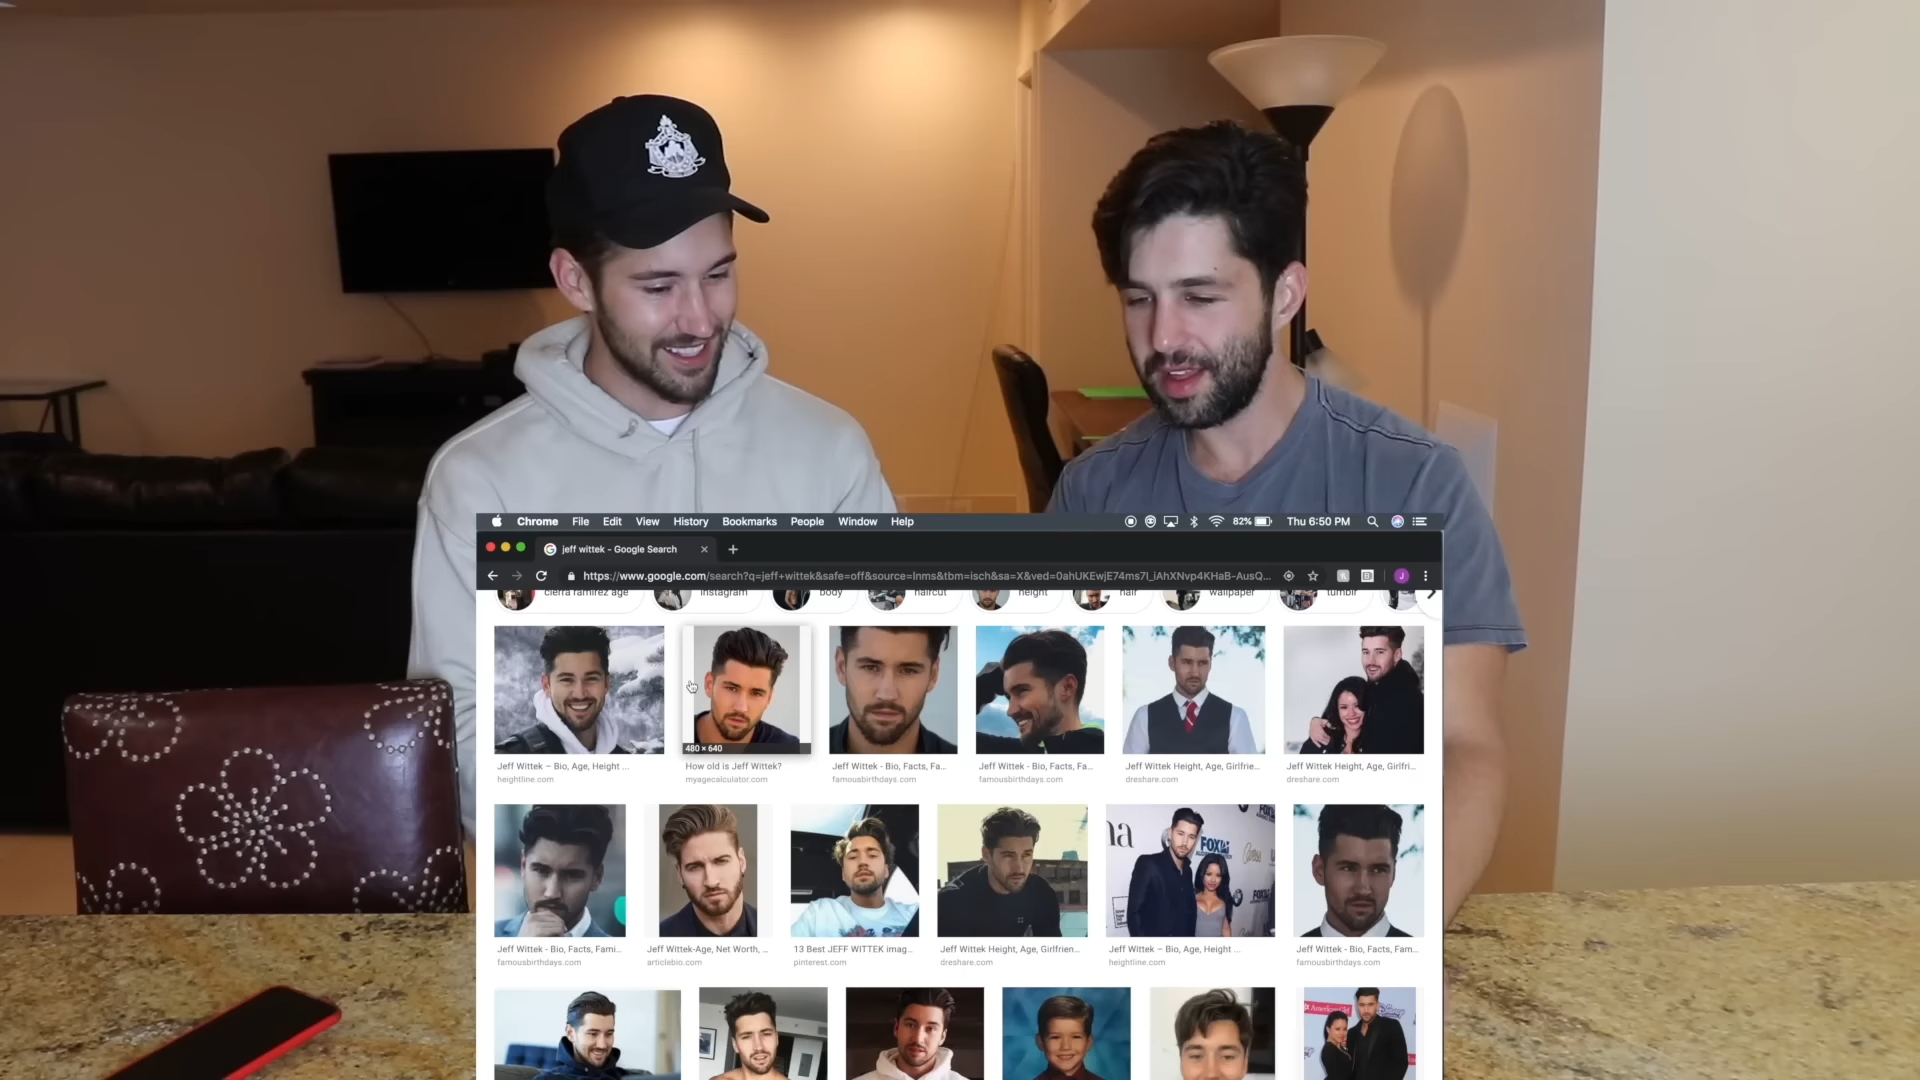 Chrome File Edit View History Bookmarks People Window Help 82% Thu 6:50 PM
jeff wittek - Google Search
https://www.google.com/search?q=jeff+wittek&safe=off&source=lnms&tbm=isch&sa=X&ved=0ahUKEwjE74ms7l_iAhXNvp4KHaB-AusQ...
cierra ramirez age instagram body haircut height hair wallpaper tumblr
480 × 640
Jeff Wittek – Bio, Age, Height ... How old is Jeff Wittek? Jeff Wittek - Bio, Facts, Fa... Jeff Wittek - Bio, Facts, Fa... Jeff Wittek Height, Age, Girlfrie... Jeff Wittek Height, Age, Girlfri...
heightline.com myagecalculator.com famousbirthdays.com famousbirthdays.com dreshare.com dreshare.com
FOX
Jeff Wittek - Bio, Facts, Fami... Jeff Wittek-Age, Net Worth, ... 13 Best JEFF WITTEK imag... Jeff Wittek Height, Age, Girlfrien... Jeff Wittek – Bio, Age, Height ... Jeff Wittek - Bio, Facts, Fam...
famousbirthdays.com articlebio.com pinterest.com dreshare.com heightline.com famousbirthdays.com